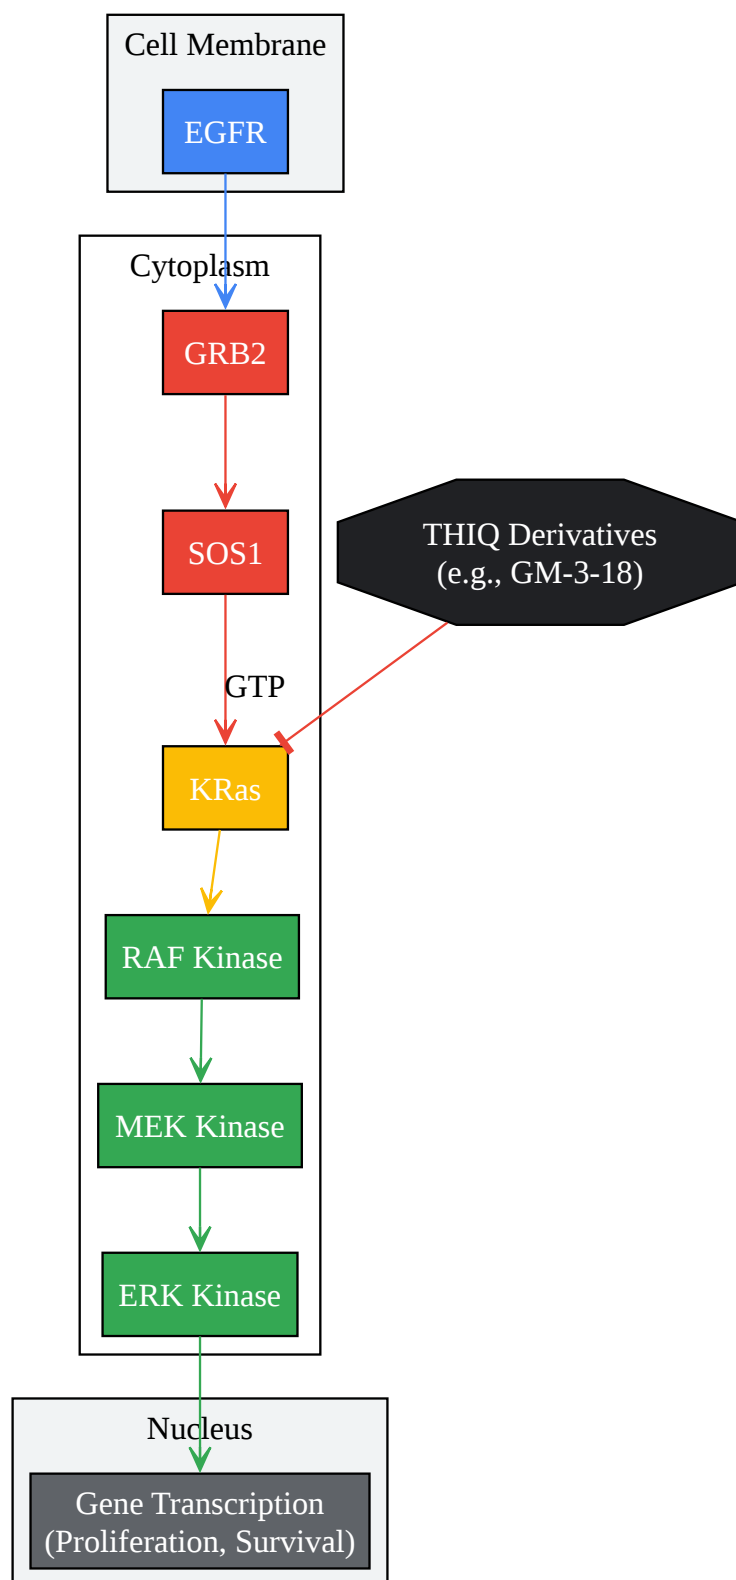 Cell Membrane
EGFR
Cytoplasm
GRB2
SOS1
THIQ Derivatives
(e.g., GM-3-18)
GTP
KRas
RAF Kinase
MEK Kinase
ERK Kinase
Nucleus
Gene Transcription
(Proliferation, Survival)